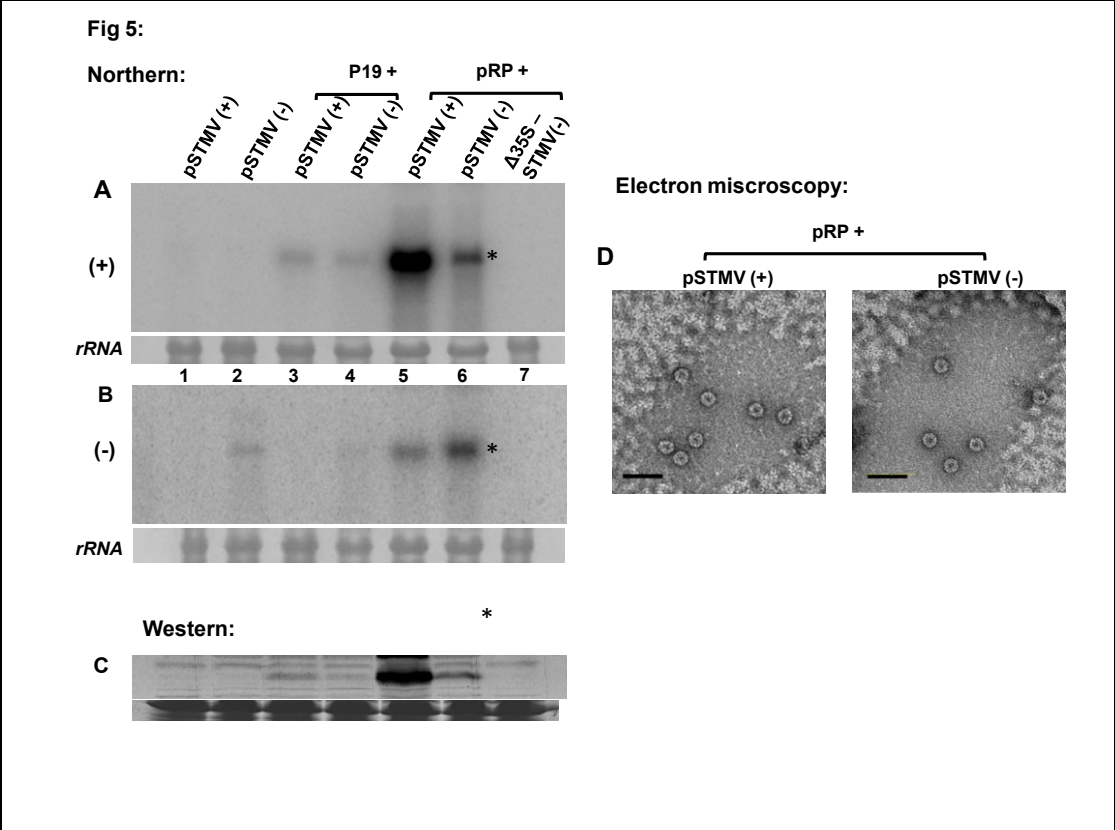 Fig 5:
Northern:
P19 +
pRP +
pSTMV (+)
pSTMV (-)
pSTMV (+)
pSTMV (-)
pSTMV (+)
pSTMV (-)
Δ35S –
STMV(-)
A
(+)
*
rRNA
1 2 3 4 5 6 7
B
(-)
*
rRNA
*
Western:
C
Electron miscroscopy:
pRP +
D
pSTMV (+)
pSTMV (-)